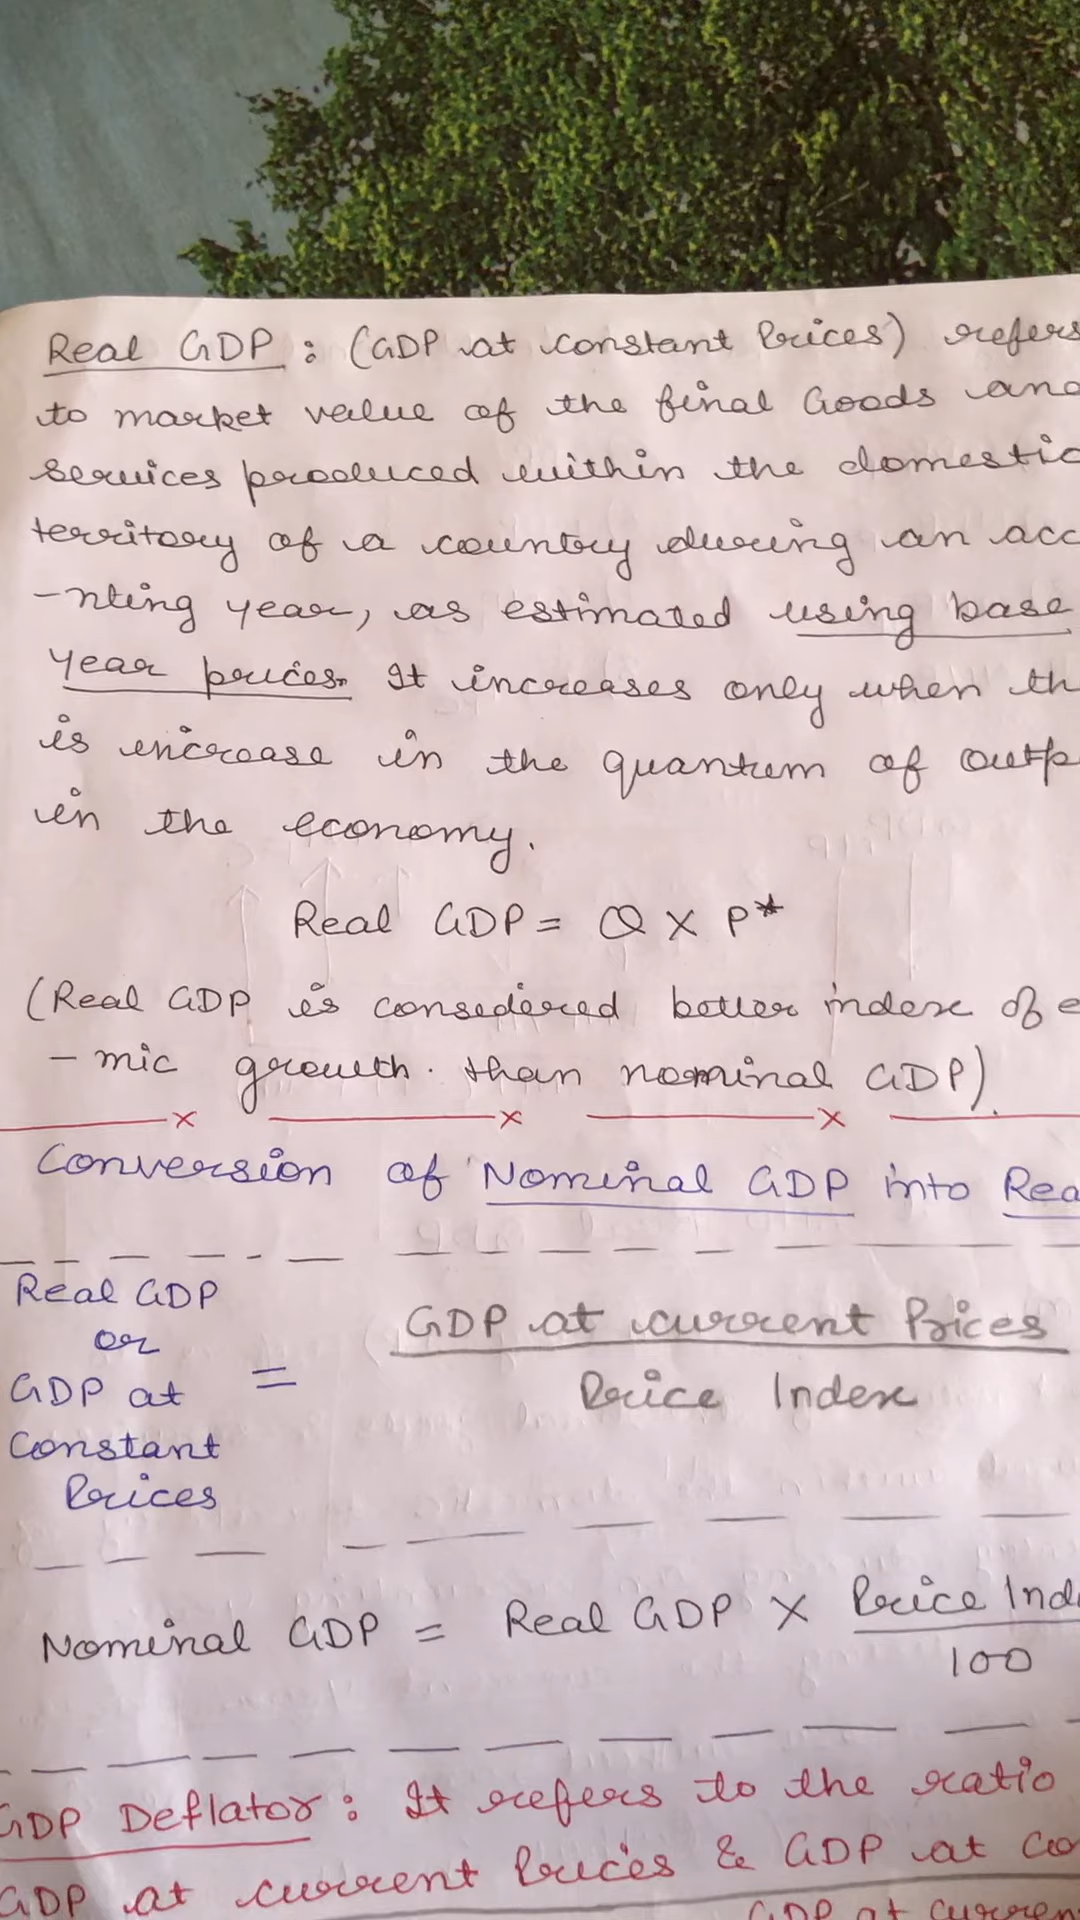 Real GDP : (GDP at constant Prices) refers
to market value of the final Goods and
services produced within the domestic
territory of a country during an acc
-nting year, as estimated using base
year prices. It increases only when th
is increase in the quantum of outp
in the economy.
Real GDP = Q X P*
(Real GDP is considered better index of e
- mic growth. than nominal GDP).
Conversion of Nominal GDP into Rea
Real GDP
or
GDP at
Constant
Prices
=
GDP at current Prices
Price Index
Nominal GDP = Real GDP X Price Ind
100
GDP Deflator : It refers to the ratio
GDP at current Prices & GDP at co
GDP at curren